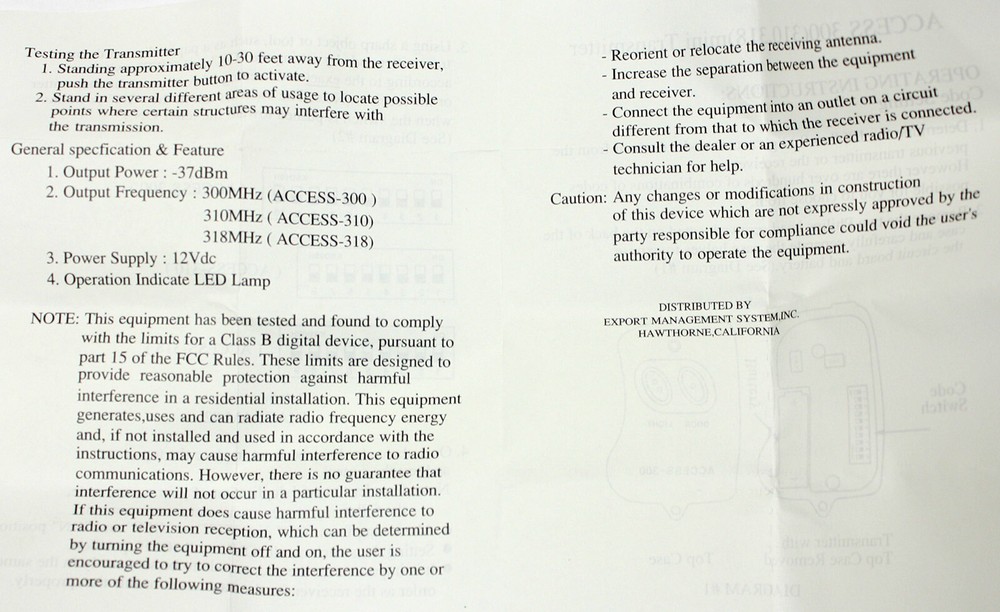 Testing the Transmitter
1. Standing approximately 10-30 feet away from the receiver,
push the transmitter button to activate.
2. Stand in several different areas of usage to locate possible
points where certain structures may interfere with
the transmission.
General specfication & Feature
1. Output Power : -37dBm
2. Output Frequency : 300MHz (ACCESS-300 )
310MHz ( ACCESS-310)
318MHz ( ACCESS-318)
3. Power Supply : 12Vdc
4. Operation Indicate LED Lamp
NOTE: This equipment has been tested and found to comply
with the limits for a Class B digital device, pursuant to
part 15 of the FCC Rules. These limits are designed to
provide reasonable protection against harmful
interference in a residential installation. This equipment
generates,uses and can radiate radio frequency energy
and, if not installed and used in accordance with the
instructions, may cause harmful interference to radio
communications. However, there is no guarantee that
interference will not occur in a particular installation.
If this equipment does cause harmful interference to
radio or television reception, which can be determined
by turning the equipment off and on, the user is
encouraged to try to correct the interference by one or
more of the following measures:
- Reorient or relocate the receiving antenna.
- Increase the separation between the equipment
and receiver.
- Connect the equipment into an outlet on a circuit
different from that to which the receiver is connected.
- Consult the dealer or an experienced radio/TV
technician for help.
Caution: Any changes or modifications in construction
of this device which are not expressly approved by the
party responsible for compliance could void the user's
authority to operate the equipment.
DISTRIBUTED BY
EXPORT MANAGEMENT SYSTEM,INC.
HAWTHORNE,CALIFORNIA